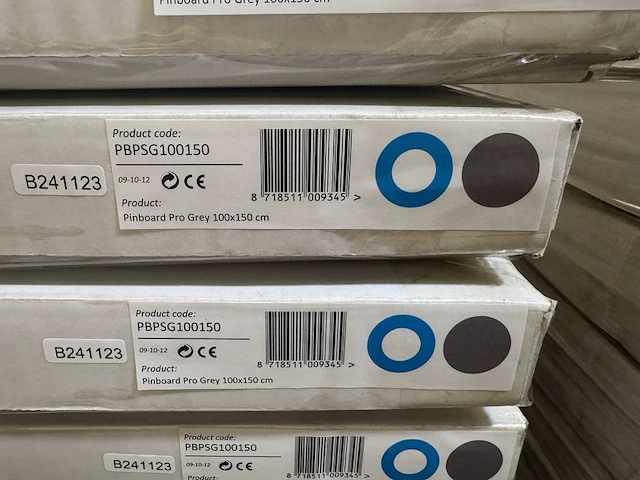 Pinboard Pro Grey 100x150 cm
Product code:
PBPSG100150
B241123
09-10-12 CE
8 718511 009345 >
Product:
Pinboard Pro Grey 100x150 cm
Product code:
PBPSG100150
B241123
09-10-12 CE
8 718511 009345 >
Product:
Pinboard Pro Grey 100x150 cm
Product code:
PBPSG100150
B241123
09-10-12 CE
8 718511 009345 >
Product: